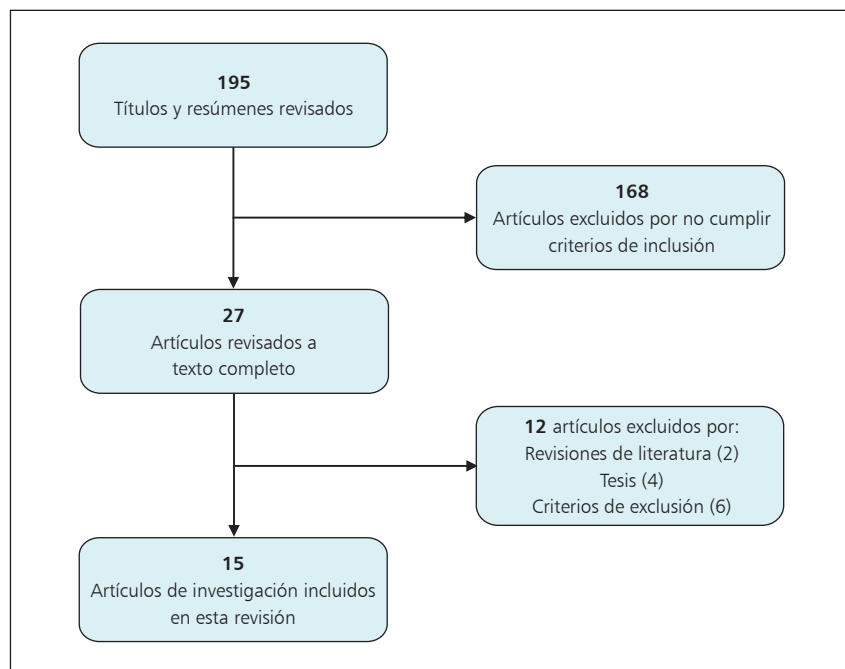 195
Títulos y resúmenes revisados
168
Artículos excluidos por no cumplir
criterios de inclusión
27
Artículos revisados a
texto completo
12 artículos excluidos por:
Revisiones de literatura (2)
Tesis (4)
Criterios de exclusión (6)
15
Artículos de investigación incluidos
en esta revisión